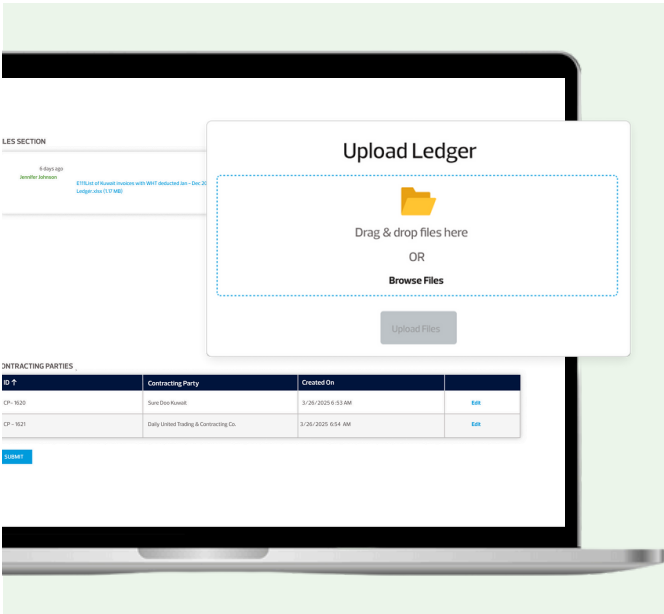 LES SECTION
6 days ago
Jennifer Johnson
List of Kuwait Invoices with WHT deducted Jan - Dec 20
Ledger.xlsx (1.17 MB)
Upload Ledger
Drag & drop files here
OR
Browse Files
Upload Files
ONTRACTING PARTIES
ID ↑ Contracting Party Created On
CP- 1620 Sure Doo Kuwait 3/26/2025 6:53 AM Edit
CP - 1621 Daily United Trading & Contracting Co. 3/26/2025 6:54 AM Edit
SUBMIT